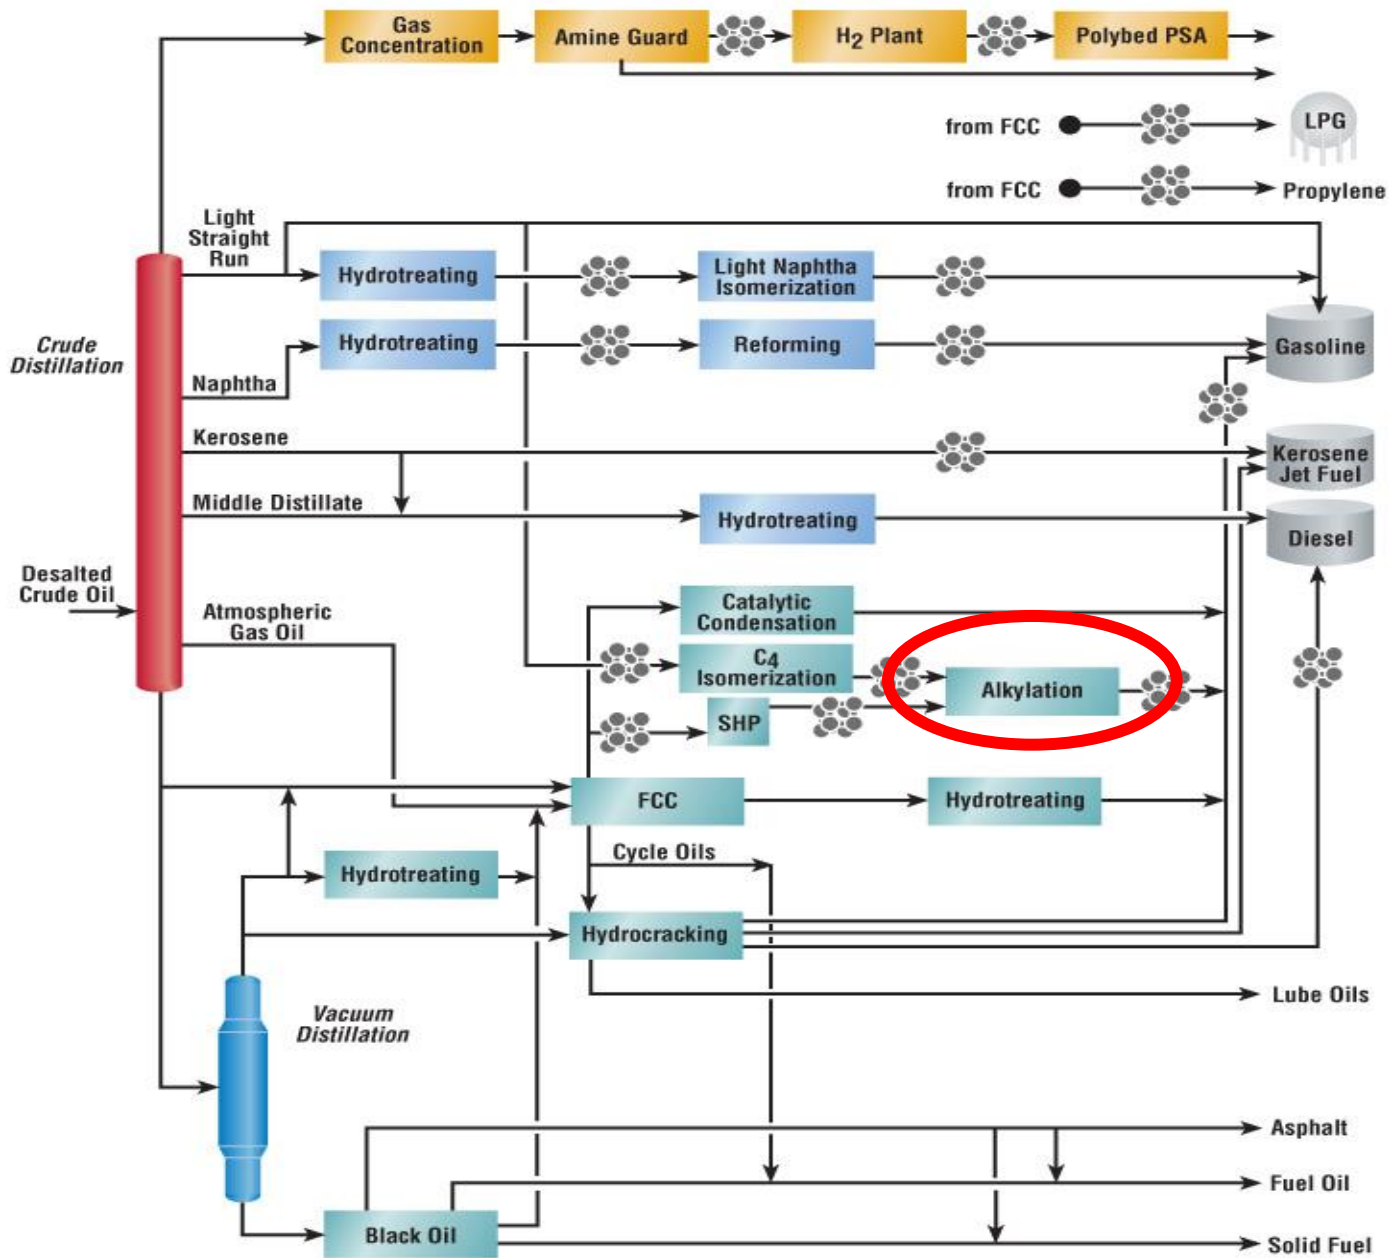 Gas
Concentration
Amine Guard
H2 Plant
Polybed PSA
from FCC
LPG
from FCC
Propylene
Light
Straight
Run
Hydrotreating
Light Naphtha
Isomerization
Crude
Distillation
Hydrotreating
Reforming
Gasoline
Naphtha
Kerosene
Kerosene
Jet Fuel
Middle Distillate
Hydrotreating
Diesel
Desalted
Crude Oil
Atmospheric
Gas Oil
Catalytic
Condensation
C4
Isomerization
Alkylation
SHP
FCC
Hydrotreating
Cycle Oils
Hydrotreating
Hydrocracking
Lube Oils
Vacuum
Distillation
Asphalt
Fuel Oil
Black Oil
Solid Fuel